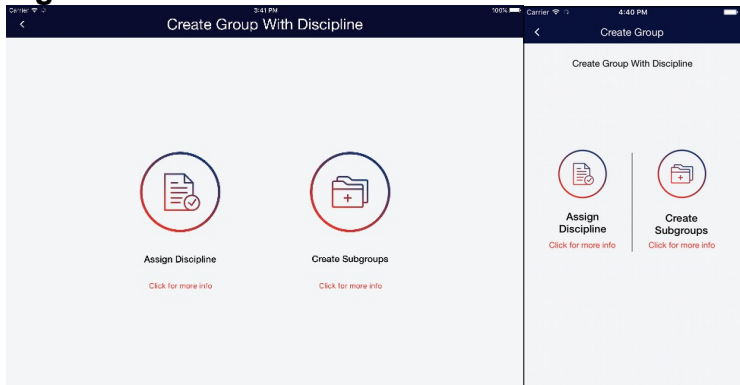 Carrier
3:41 PM
100%
Create Group With Discipline
Assign Discipline
Create Subgroups
Click for more info
Click for more info
Carrier
4:40 PM
Create Group
Create Group With Discipline
Assign
Discipline
Create
Subgroups
Click for more info
Click for more info